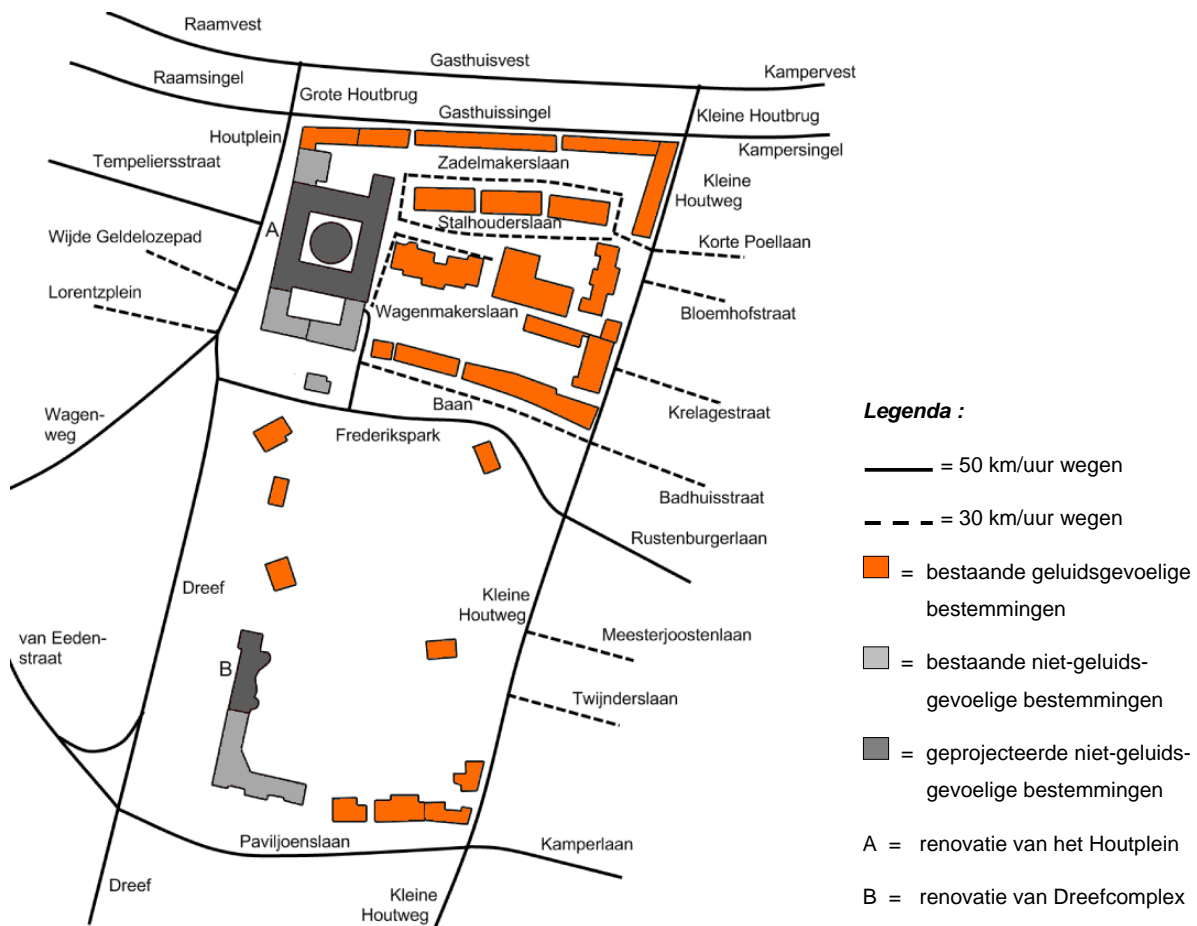 Raamvest
Gasthuisvest
Kampervest
Raamsingel
Grote Houtbrug
Gasthuissingel
Kleine Houtbrug
Houtplein
Kampersingel
Tempeliersstraat
Zadelmakerslaan
Kleine
Houtweg
A
Stalhouderslaan
Wijde Geldelozepad
Korte Poellaan
Lorentzplein
Wagenmakerslaan
Bloemhofstraat
Wagen-
weg
Baan
Krelagestraat
Frederikspark
Badhuisstraat
Rustenburgerlaan
Dreef
Kleine
Houtweg
van Eeden-
straat
B
Meesterjoostenlaan
Twijnderslaan
Paviljoenslaan
Kamperlaan
Dreef
Kleine
Houtweg
Legenda :
= 50 km/uur wegen
= 30 km/uur wegen
= bestaande geluidsgevoelige
bestemmingen
= bestaande niet-geluids-
gevoelige bestemmingen
= geprojecteerde niet-geluids-
gevoelige bestemmingen
A = renovatie van het Houtplein
B = renovatie van Dreefcomplex